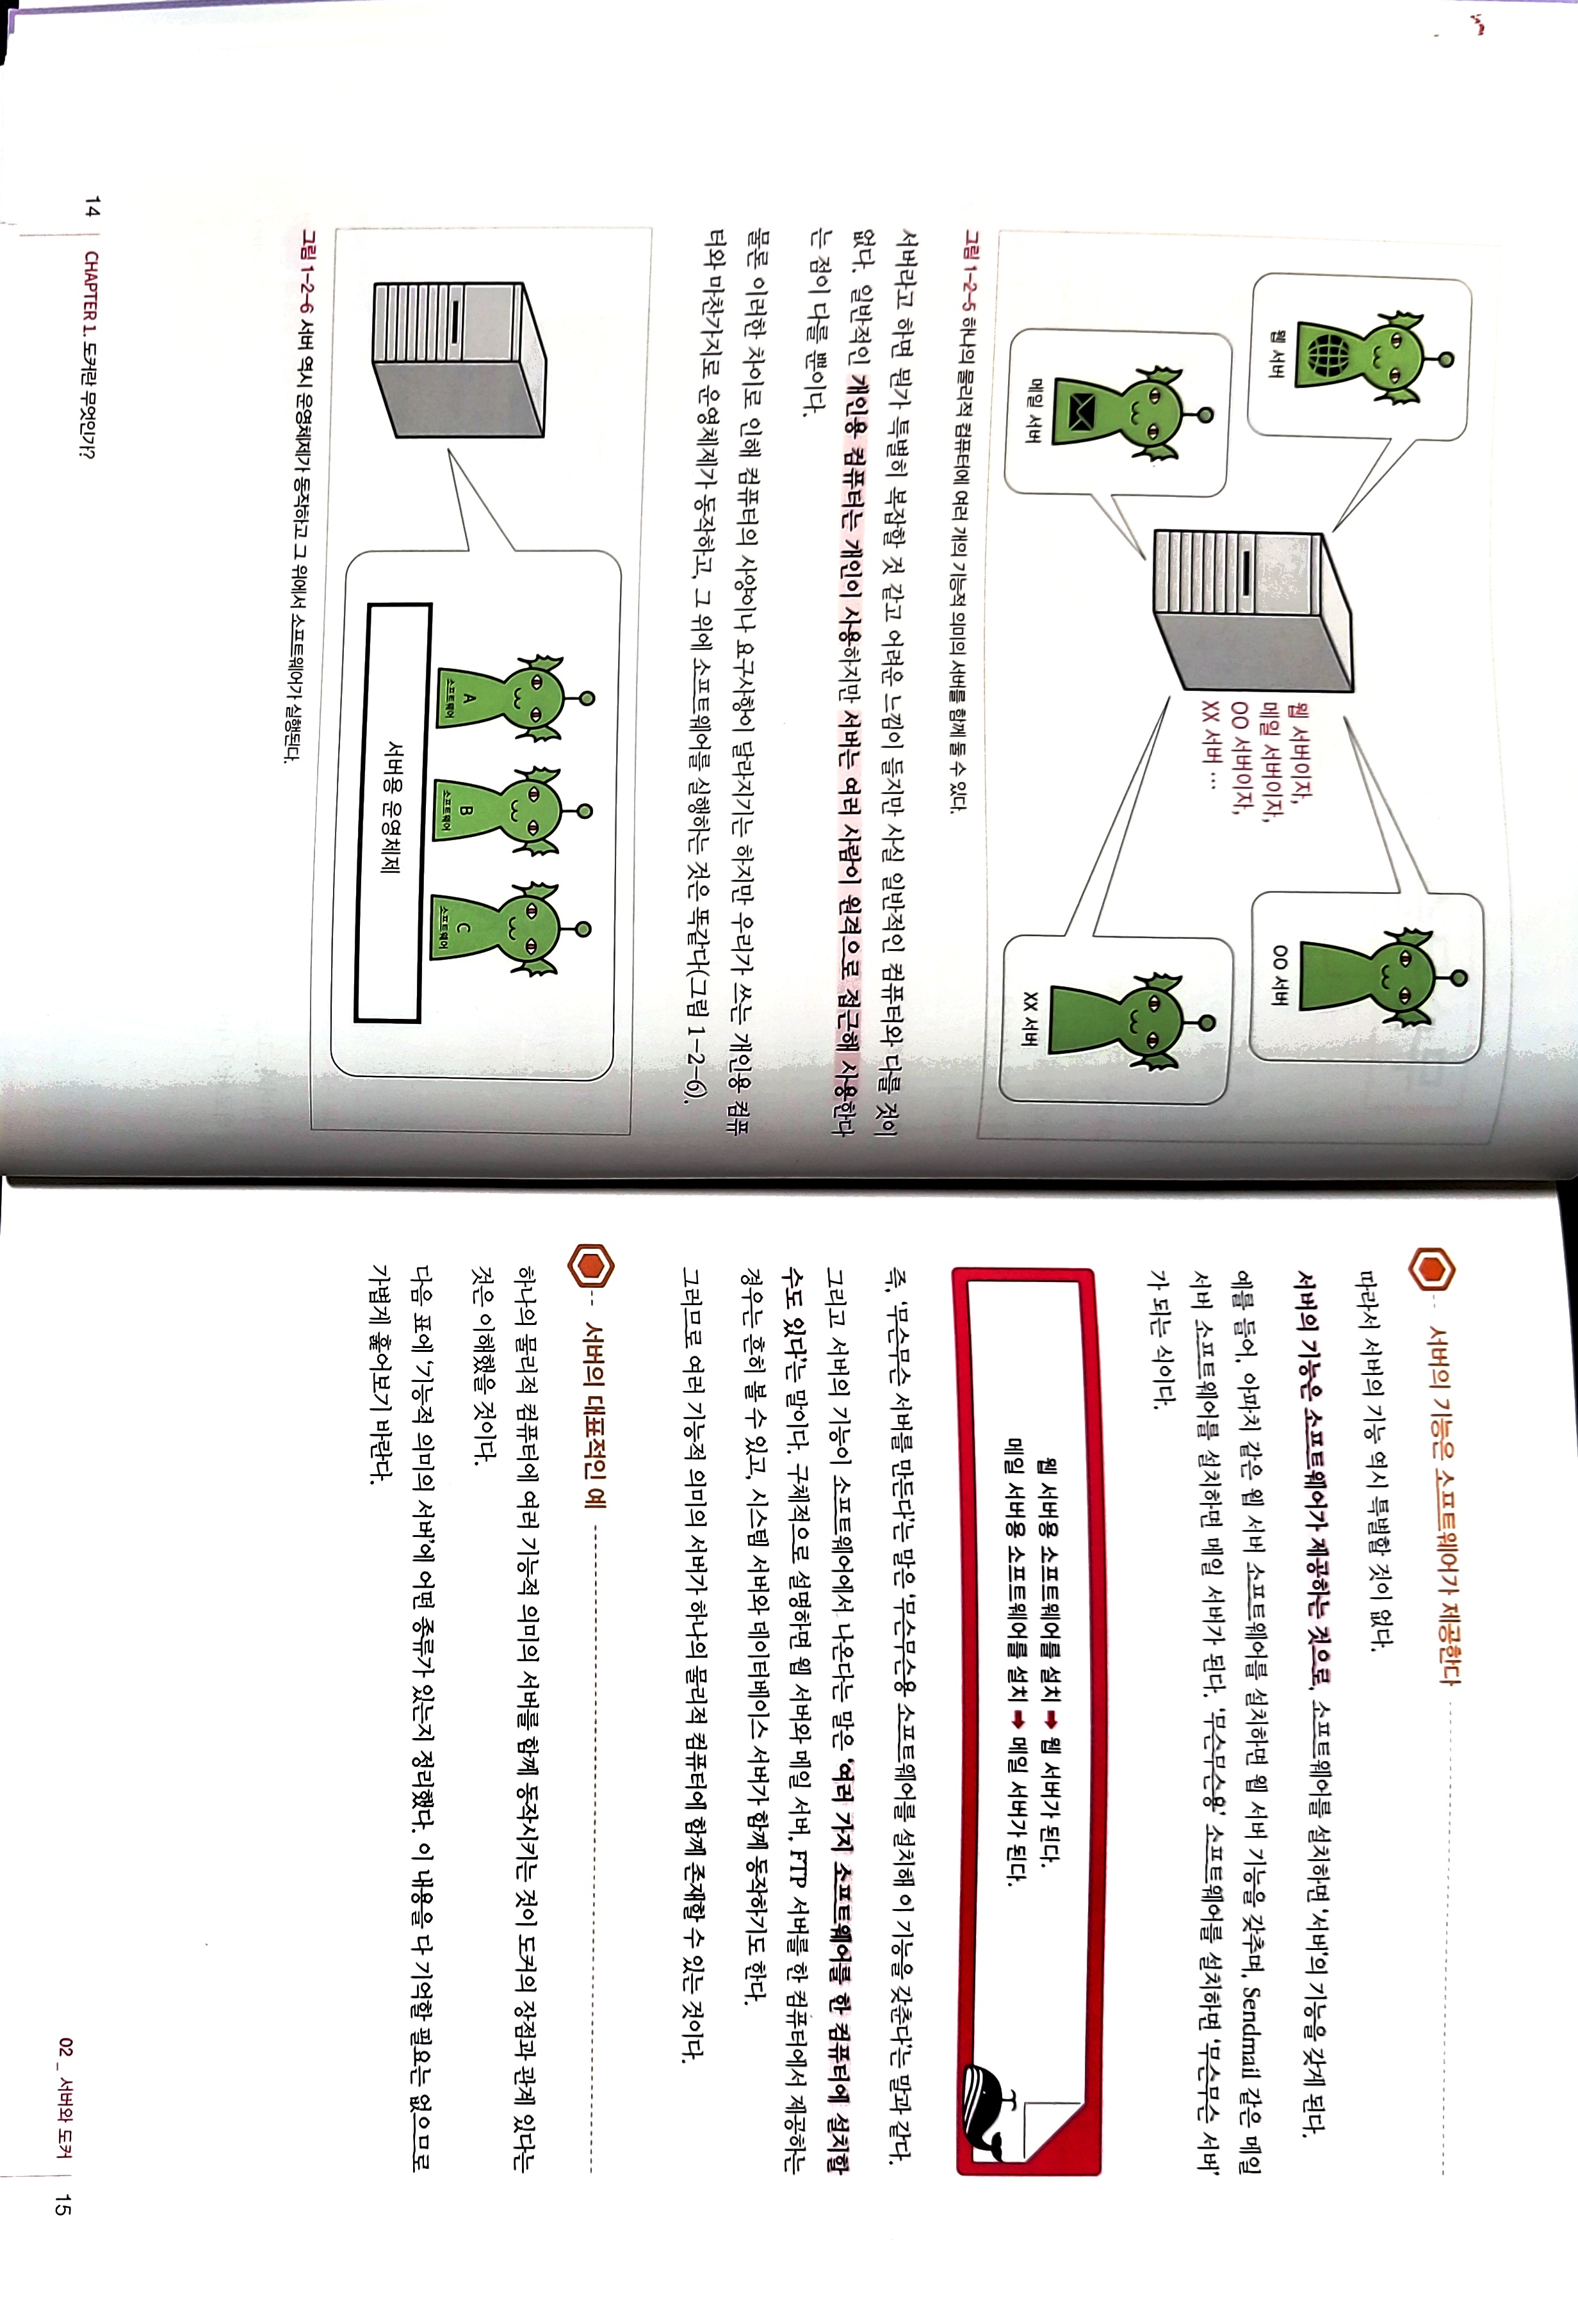 웹 서버
OO 서버
웹 서버이자,
메일 서버이자,
OO 서버이자,
XX 서버 …
메일 서버
XX 서버
그림 1-2-5 하나의 물리적 컴퓨터에 여러 개의 기능적 의미의 서버를 함께 둘 수 있다.
서버라고 하면 뭔가 특별히 복잡할 것 같고 어려운 느낌이 들지만 사실 일반적인 컴퓨터와 다를 것이
없다. 일반적인 개인용 컴퓨터는 개인이 사용하지만 서버는 여러 사람이 원격으로 접근해 사용한다
는 점이 다를 뿐이다.
물론 이러한 차이로 인해 컴퓨터의 사양이나 요구사항이 달라지기는 하지만 우리가 쓰는 개인용 컴퓨
터와 마찬가지로 운영체제가 동작하고, 그 위에 소프트웨어를 실행하는 것은 똑같다(그림 1-2-6).
A
소프트웨어
B
소프트웨어
C
소프트웨어
서버용 운영체제
그림 1-2-6 서버 역시 운영체제가 동작하고 그 위에서 소프트웨어가 실행된다.
14
CHAPTER 1. 도커란 무엇인가?
서버의 기능은 소프트웨어가 제공한다
따라서 서버의 기능 역시 특별할 것이 없다.
서버의 기능은 소프트웨어가 제공하는 것으로, 소프트웨어를 설치하면 '서버'의 기능을 갖게 된다.
예를 들어, 아파치 같은 웹 서버 소프트웨어를 설치하면 웹 서버 기능을 갖추며, Sendmail 같은 메일
서버 소프트웨어를 설치하면 메일 서버가 된다. '무슨무슨용' 소프트웨어를 설치하면 '무슨무슨 서버'
가 되는 식이다.
웹 서버용 소프트웨어를 설치 ➡ 웹 서버가 된다.
메일 서버용 소프트웨어를 설치 ➡ 메일 서버가 된다.
즉, '무슨무슨 서버를 만든다'는 말은 '무슨무슨용 소프트웨어를 설치해 이 기능을 갖춘다'는 말과 같다.
그리고 서버의 기능이 소프트웨어에서 나온다는 말은 '여러 가지 소프트웨어를 한 컴퓨터에 설치할
수도 있다'는 말이다. 구체적으로 설명하면 웹 서버와 메일 서버, FTP 서버를 한 컴퓨터에서 제공하는
경우는 흔히 볼 수 있고, 시스템 서버와 데이터베이스 서버가 함께 동작하기도 한다.
그러므로 여러 기능적 의미의 서버가 하나의 물리적 컴퓨터에 함께 존재할 수 있는 것이다.
서버의 대표적인 예
하나의 물리적 컴퓨터에 여러 기능적 의미의 서버를 함께 동작시키는 것이 도커의 장점과 관계 있다는
것은 이해했을 것이다.
다음 표에 '기능적 의미의 서버'에 어떤 종류가 있는지 정리했다. 이 내용을 다 기억할 필요는 없으므로
가볍게 훑어보기 바란다.
02 _ 서버와 도커
15